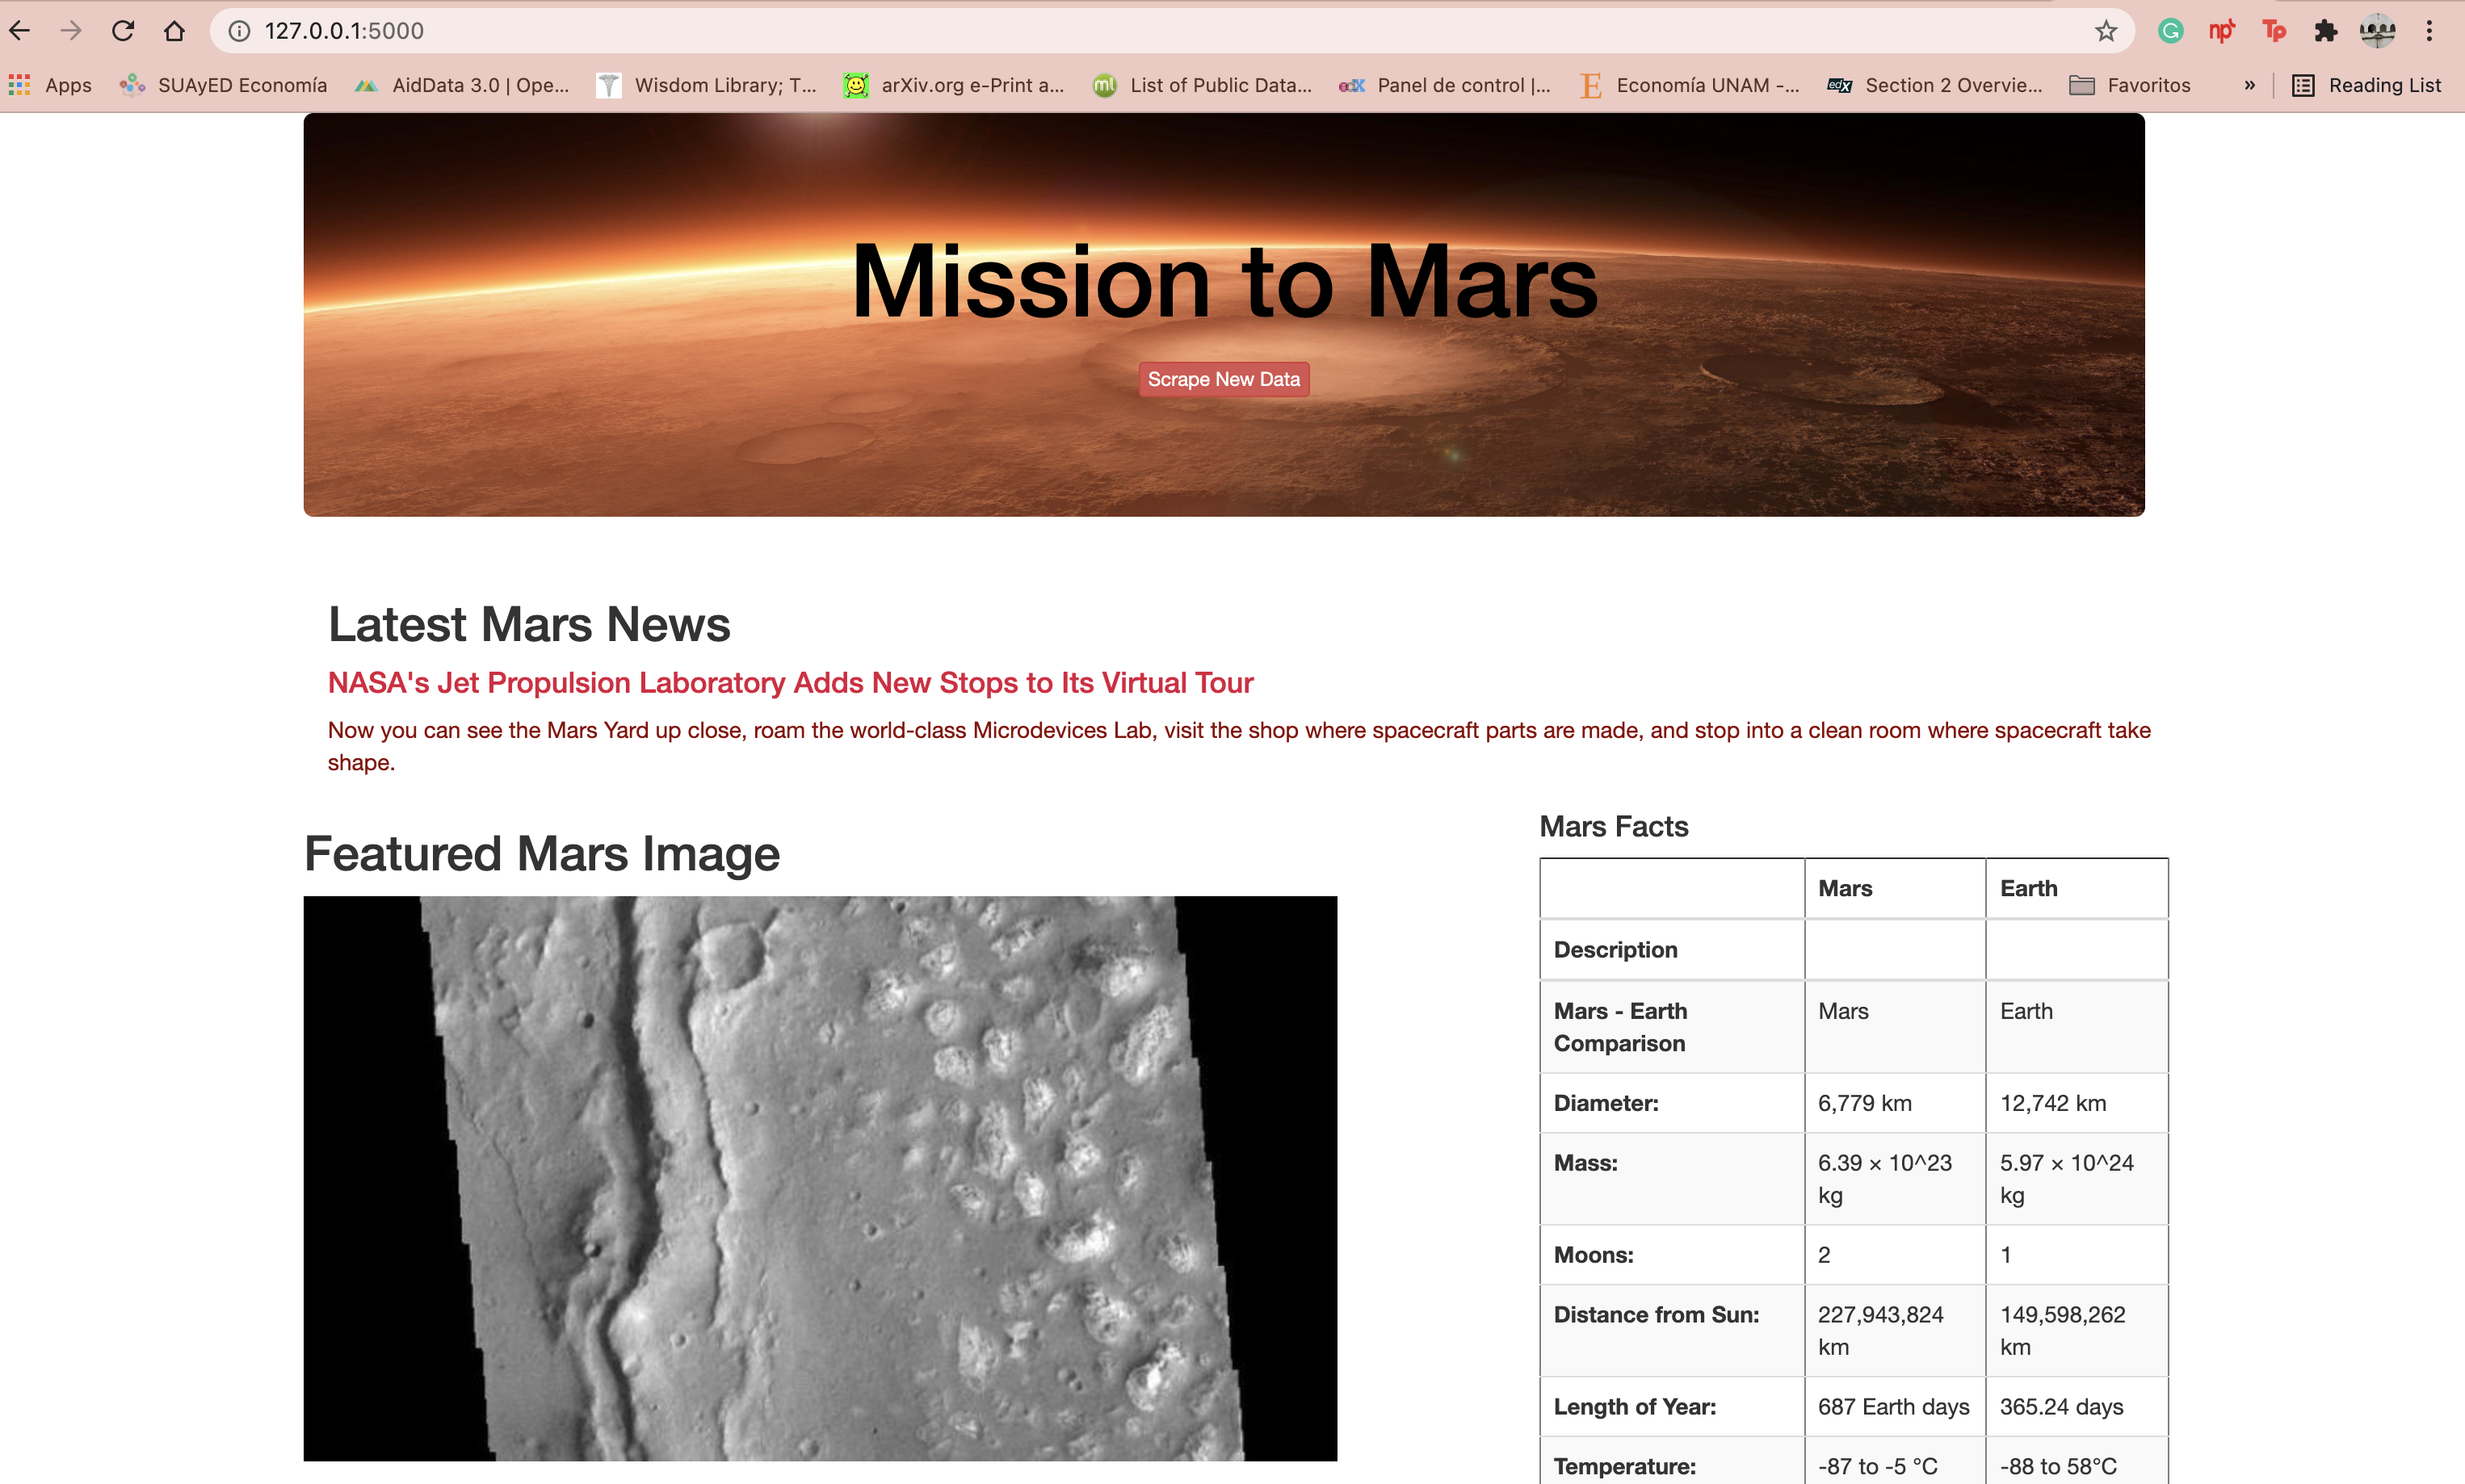 127.0.0.1:5000
Apps
SUAyED Economía
AidData 3.0 | Ope...
Wisdom Library; T...
ml
arXiv.org e-Print a...
List of Public Data...
edX
Panel de control |...
E
Economía UNAM -...
edX
Section 2 Overvie...
Favoritos
»
Reading List
G
np
Tp
Mission to Mars
Scrape New Data
Latest Mars News
NASA's Jet Propulsion Laboratory Adds New Stops to Its Virtual Tour
Now you can see the Mars Yard up close, roam the world-class Microdevices Lab, visit the shop where spacecraft parts are made, and stop into a clean room where spacecraft take
shape.
Featured Mars Image
Mars Facts
Mars Earth
Description
Mars - Earth
Comparison
Mars Earth
Diameter: 6,779 km 12,742 km
Mass: 6.39 × 10^23
kg
5.97 × 10^24
kg
Moons: 2 1
Distance from Sun: 227,943,824
km
149,598,262
km
Length of Year: 687 Earth days 365.24 days
Temperature: -87 to -5 °C -88 to 58°C